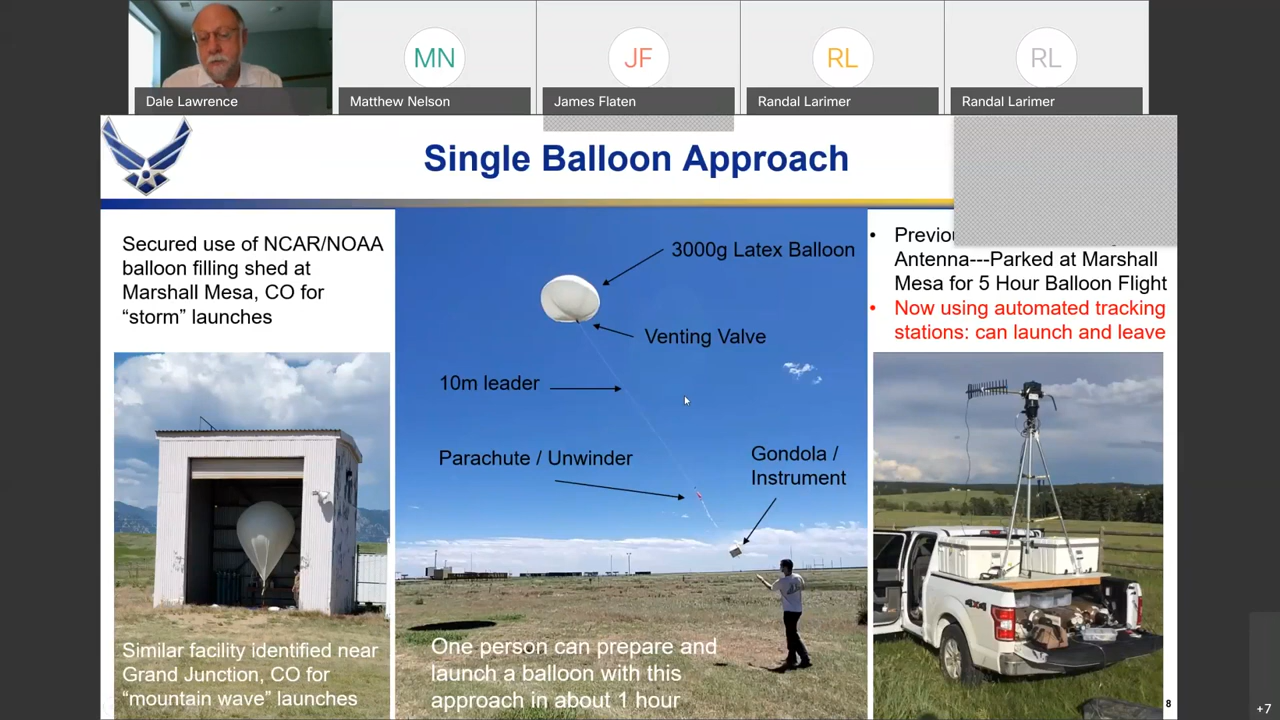 Dale Lawrence
MN
Matthew Nelson
JF
James Flaten
RL
Randal Larimer
RL
Randal Larimer
Single Balloon Approach
Secured use of NCAR/NOAA
balloon filling shed at
Marshall Mesa, CO for
“storm” launches
Similar facility identified near
Grand Junction, CO for
“mountain wave” launches
3000g Latex Balloon
Venting Valve
10m leader
Parachute / Unwinder
Gondola /
Instrument
One person can prepare and
launch a balloon with this
approach in about 1 hour
•
Antenna---Parked at Marshall
Mesa for 5 Hour Balloon Flight
• Now using automated tracking
stations: can launch and leave
4X4
8
+7